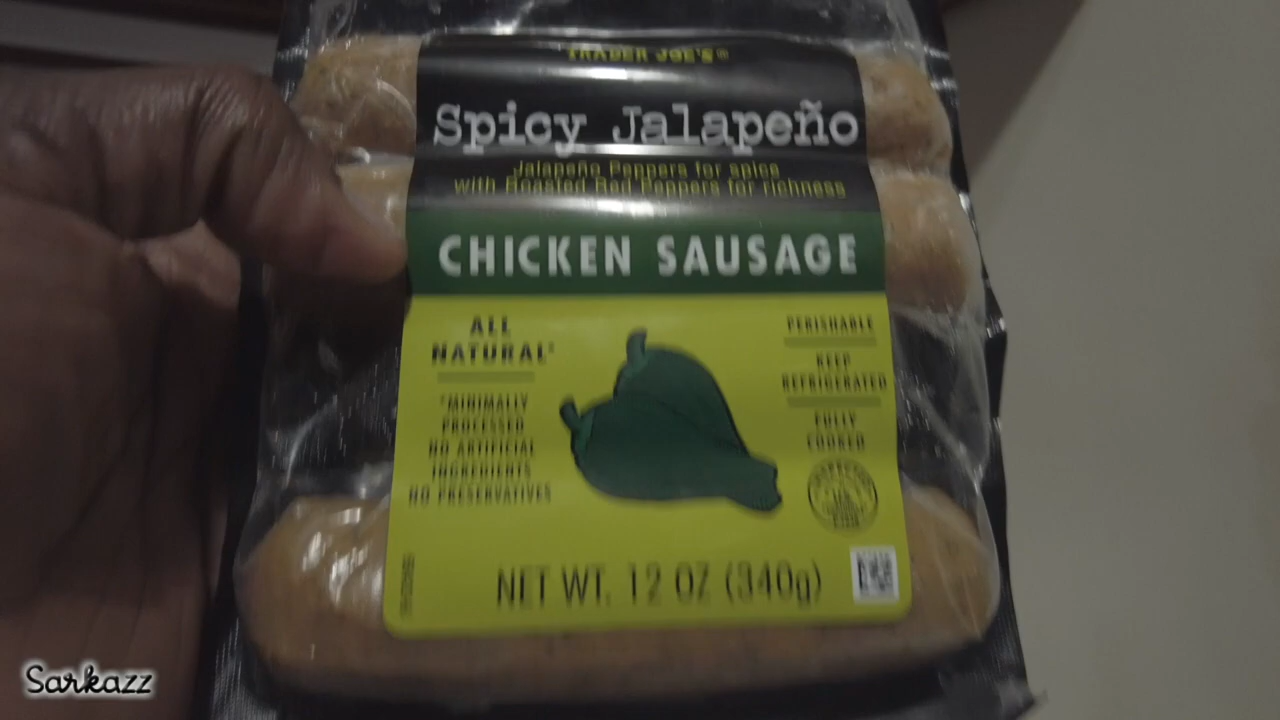 TRADER JOE'S®
Spicy Jalapeño
Jalapeño Peppers for spice
with Roasted Red Peppers for richness
CHICKEN SAUSAGE
ALL
NATURAL*
*MINIMALLY
PROCESSED
NO ARTIFICIAL
INGREDIENTS
NO PRESERVATIVES
PERISHABLE
KEEP
REFRIGERATED
FULLY
COOKED
NET WT. 12 OZ (340g)
Sarkazz